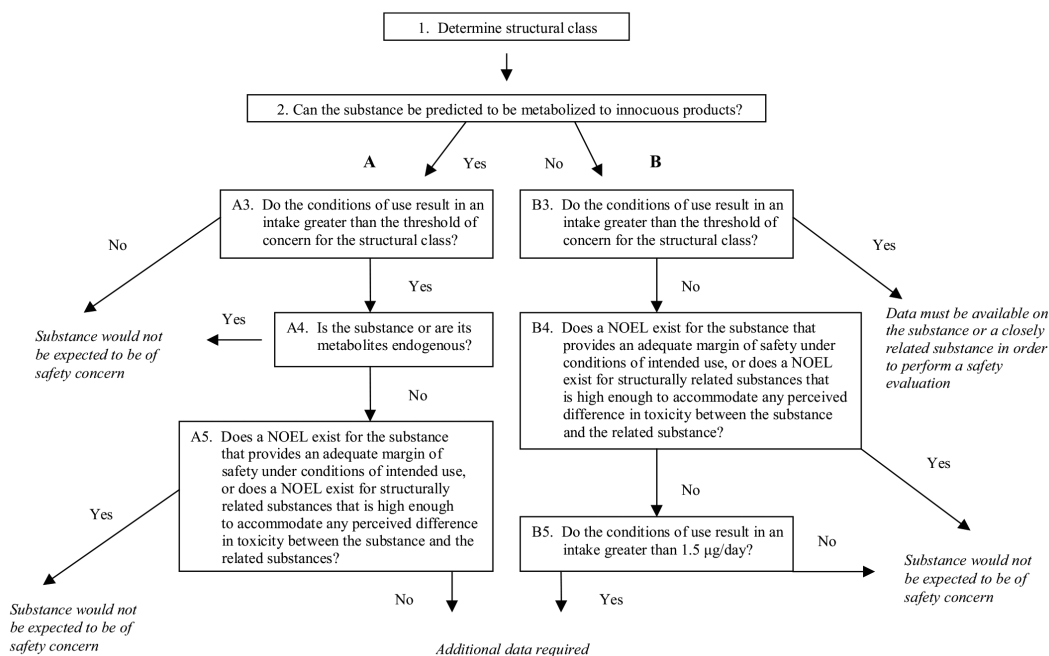 1. Determine structural class
2. Can the substance be predicted to be metabolized to innocuous products?
A
Yes
No
B
A3. Do the conditions of use result in an
intake greater than the threshold of
concern for the structural class?
B3. Do the conditions of use result in an
intake greater than the threshold of
concern for the structural class?
No
Yes
Yes
No
Data must be available on
the substance or a closely
related substance in order
to perform a safety
evaluation
Substance would not
be expected to be of
safety concern
Yes
A4. Is the substance or are its
metabolites endogenous?
B4. Does a NOEL exist for the substance that
provides an adequate margin of safety under
conditions of intended use, or does a NOEL
exist for structurally related substances that
is high enough to accommodate any perceived
difference in toxicity between the substance
and the related substance?
No
A5. Does a NOEL exist for the substance
that provides an adequate margin of
safety under conditions of intended use,
or does a NOEL exist for structurally
related substances that is high enough
to accommodate any perceived difference
in toxicity between the substance and the
related substances?
Yes
No
Yes
B5. Do the conditions of use result in an
intake greater than 1.5 µg/day?
No
Substance would not
be expected to be of
safety concern
Substance would not
be expected to be of
safety concern
No
Yes
Additional data required